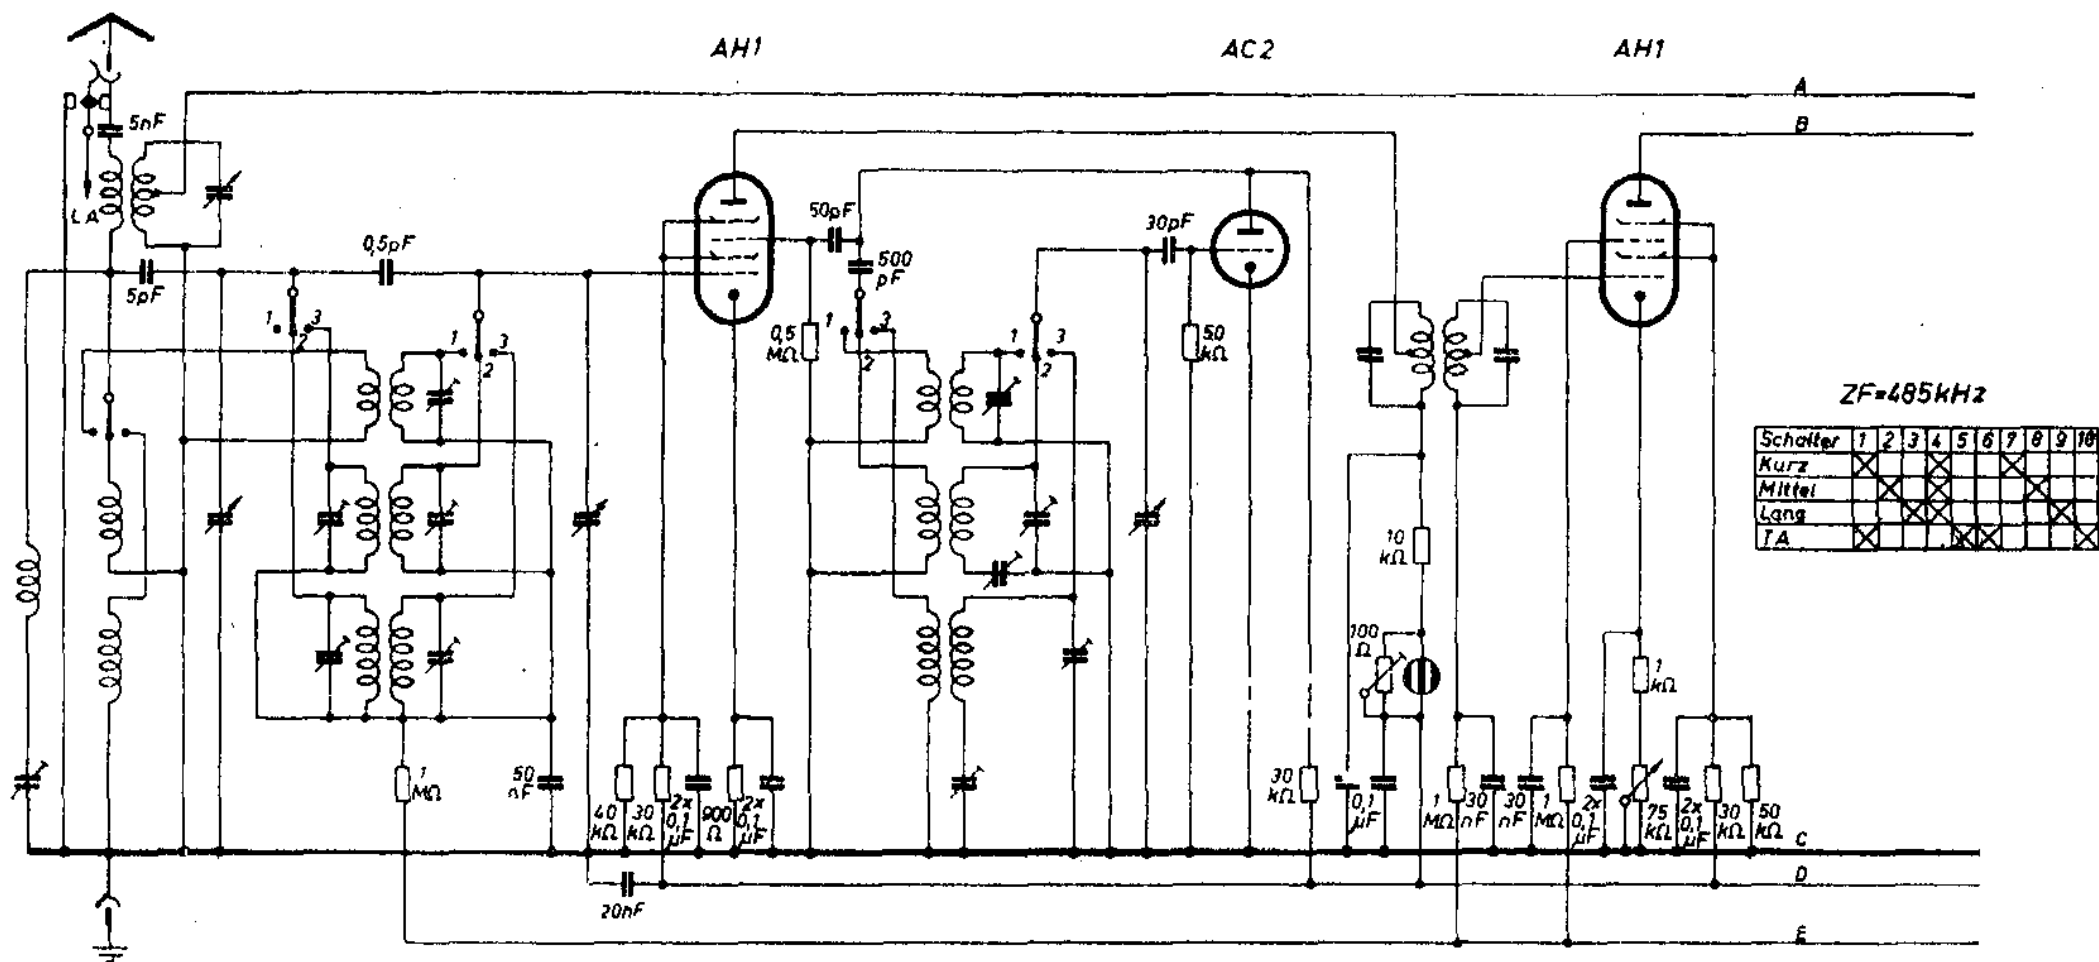 AH1
AC2
AH1
A
B
5nF
LA
0,5pF
5pF
50pF
500
pF
30pF
1
2
3
1
2
3
0,5
MΩ
1
2
3
1
2
3
50
kΩ
ZF=485kHz
Schalter 1 2 3 4 5 6 7 8 9 10
Kurz
Mittel
Lang
TA
10
kΩ
100
Ω
1
kΩ
1
MΩ
50
nF
40
kΩ
30
kΩ
2x
0,1
µF
900
Ω
2x
0,1
µF
30
kΩ
0,1
µF
1
MΩ
30
nF
30
nF
1
MΩ
2x
0,1
µF
75
kΩ
2x
0,1
µF
30
kΩ
50
kΩ
C
D
20nF
E